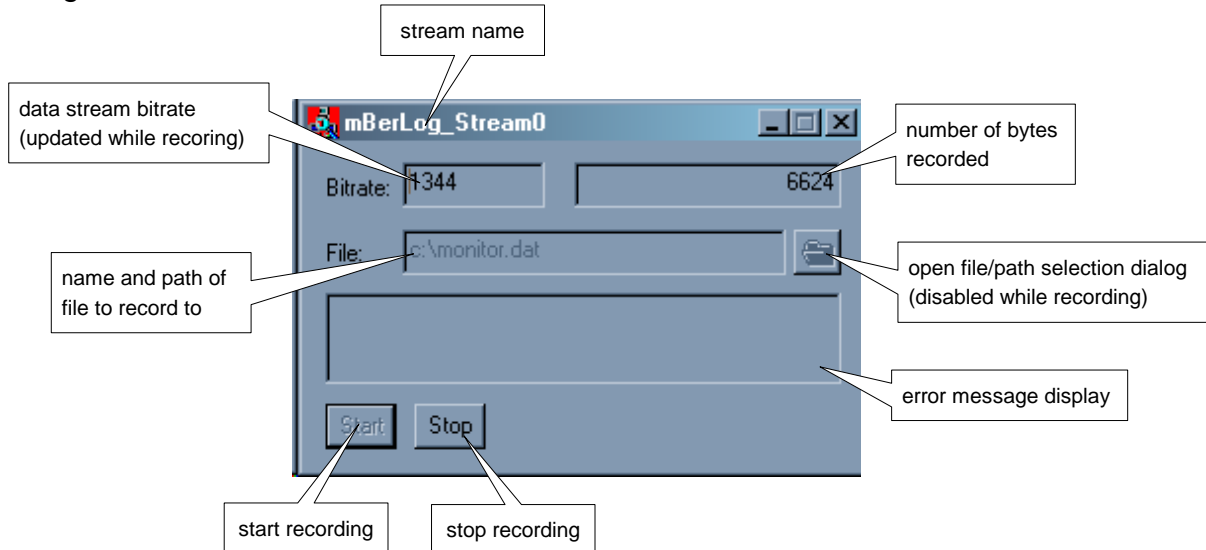 stream name
data stream bitrate
(updated while recoring)
mBerLog_Stream0
number of bytes
recorded
Bitrate:
1344
6624
File:
c:\monitor.dat
name and path of
file to record to
open file/path selection dialog
(disabled while recording)
error message display
Start
Stop
start recording
stop recording